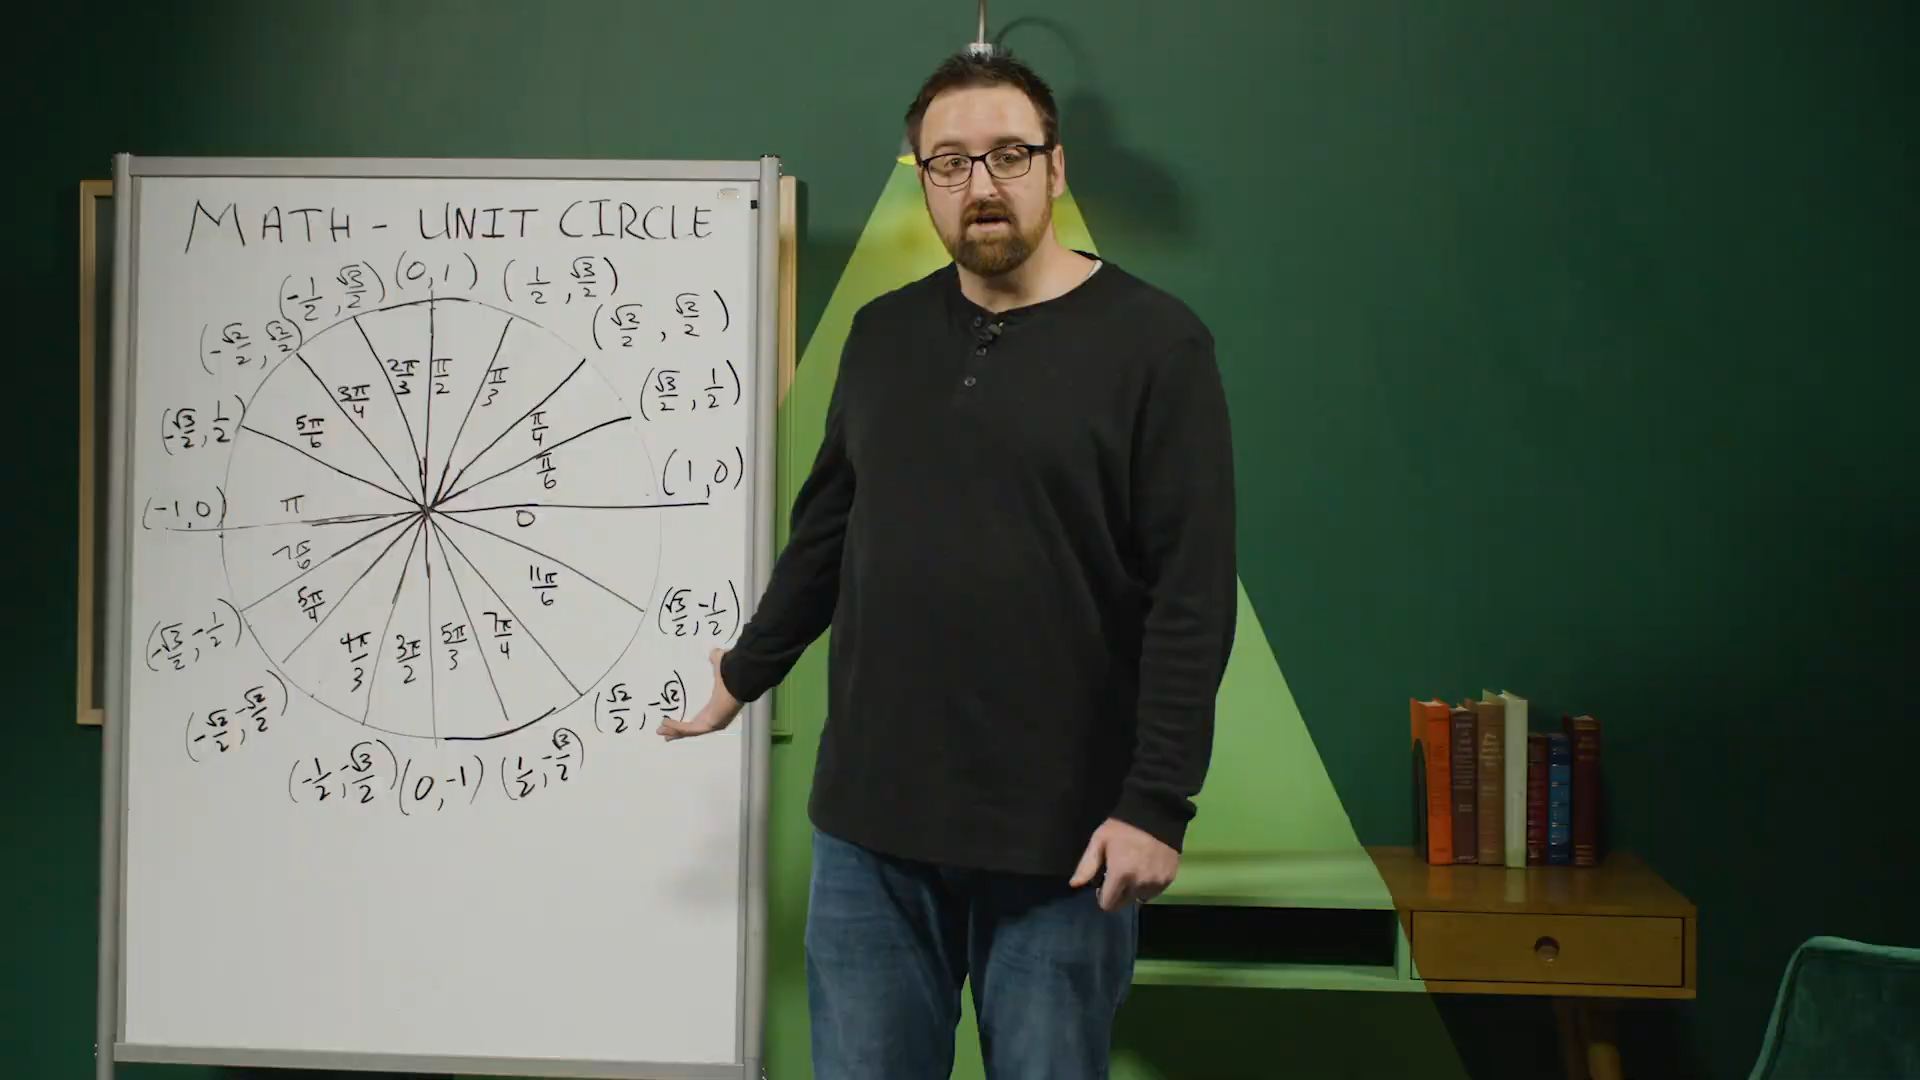 MATH - UNIT CIRCLE
(-1/2, √3/2) (0, 1) (1/2, √3/2)
(-√2/2, √2/2) (√2/2, √2/2)
(-√3/2, 1/2) (√3/2, 1/2)
3π/4 2π/3 π/2 π/3
5π/6 π/4
π/6
(-1, 0) π 0 (1, 0)
7π/6 11π/6
5π/4
(-√3/2, -1/2) (√3/2, -1/2)
4π/3 3π/2 5π/3 7π/4
(-√2/2, -√2/2) (√2/2, -√2/
(-1/2, -√3/2) (0, -1) (1/2, -√3/2)